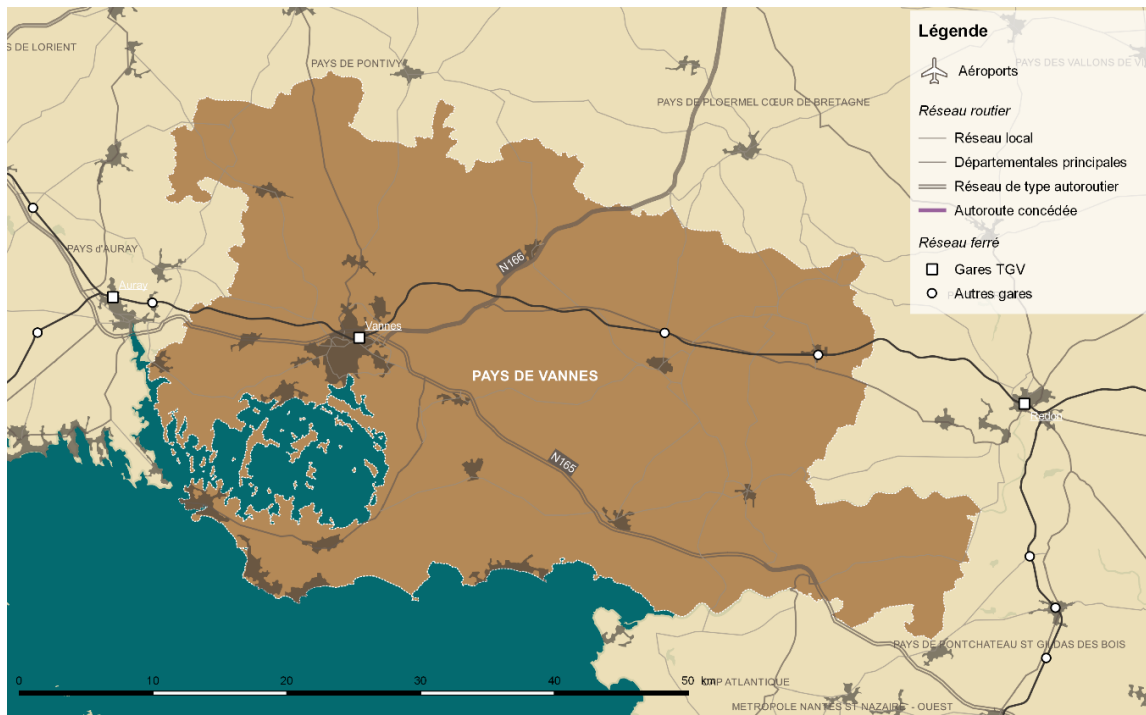 S DE LORIENT
PAYS DE PONTIVY
PAYS DE PLOERMEL CŒUR DE BRETAGNE
PAYS DES VALLONS DE V
Légende
Aéroports
Réseau routier
Réseau local
Départementales principales
Réseau de type autoroutier
Autoroute concédée
Réseau ferré
Gares TGV
Autres gares
PAYS d'AURAY
Auray
N166
Vannes
PAYS DE VANNES
Redon
N165
PAYS DE PONTCHATEAU ST GILDAS DES BOIS
0 10 20 30 40 50 km
CAP ATLANTIQUE
METROPOLE NANTES ST NAZAIRE - OUEST